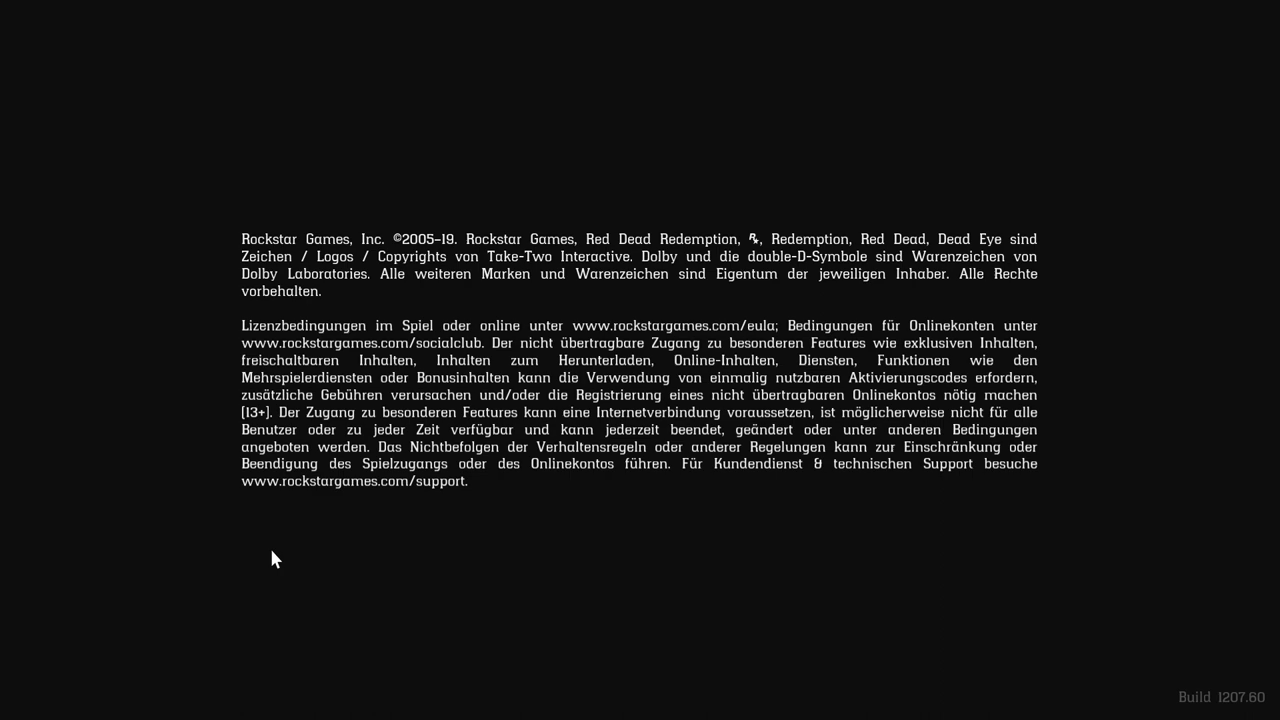 Rockstar Games, Inc. ©2005–19. Rockstar Games, Red Dead Redemption, , Redemption, Red Dead, Dead Eye sind
Zeichen / Logos / Copyrights von Take-Two Interactive. Dolby und die double-D-Symbole sind Warenzeichen von
Dolby Laboratories. Alle weiteren Marken und Warenzeichen sind Eigentum der jeweiligen Inhaber. Alle Rechte
vorbehalten.
Lizenzbedingungen im Spiel oder online unter www.rockstargames.com/eula; Bedingungen für Onlinekonten unter
www.rockstargames.com/socialclub. Der nicht übertragbare Zugang zu besonderen Features wie exklusiven Inhalten,
freischaltbaren Inhalten, Inhalten zum Herunterladen, Online-Inhalten, Diensten, Funktionen wie den
Mehrspielerdiensten oder Bonusinhalten kann die Verwendung von einmalig nutzbaren Aktivierungscodes erfordern,
zusätzliche Gebühren verursachen und/oder die Registrierung eines nicht übertragbaren Onlinekontos nötig machen
(13+). Der Zugang zu besonderen Features kann eine Internetverbindung voraussetzen, ist möglicherweise nicht für alle
Benutzer oder zu jeder Zeit verfügbar und kann jederzeit beendet, geändert oder unter anderen Bedingungen
angeboten werden. Das Nichtbefolgen der Verhaltensregeln oder anderer Regelungen kann zur Einschränkung oder
Beendigung des Spielzugangs oder des Onlinekontos führen. Für Kundendienst & technischen Support besuche
www.rockstargames.com/support.
Build 1207.60